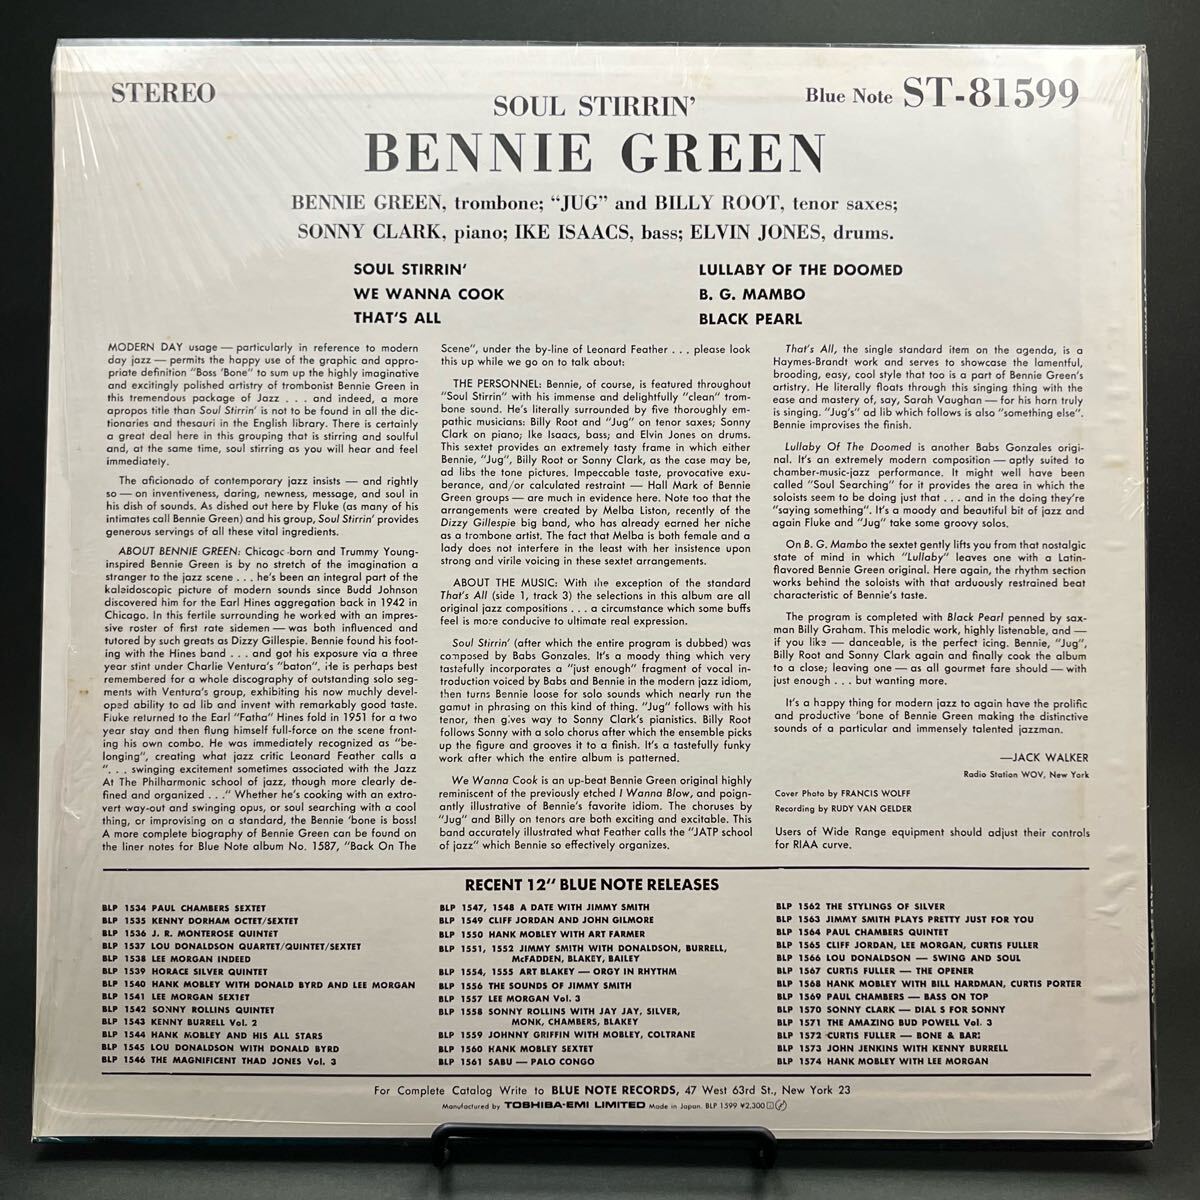 STEREO
Blue Note ST-81599
SOUL STIRRIN'
BENNIE GREEN
BENNIE GREEN, trombone; "JUG" and BILLY ROOT, tenor saxes;
SONNY CLARK, piano; IKE ISAACS, bass; ELVIN JONES, drums.
SOUL STIRRIN'
WE WANNA COOK
THAT'S ALL
LULLABY OF THE DOOMED
B. G. MAMBO
BLACK PEARL
MODERN DAY usage — particularly in reference to modern
day jazz — permits the happy use of the graphic and appro-
priate definition "Boss 'Bone" to sum up the highly imaginative
and excitingly polished artistry of trombonist Bennie Green in
this tremendous package of Jazz . . . and indeed, a more
apropos title than Soul Stirrin' is not to be found in all the dic-
tionaries and thesauri in the English library. There is certainly
a great deal here in this grouping that is stirring and soulful
and, at the same time, soul stirring as you will hear and feel
immediately.
The aficionado of contemporary jazz insists — and rightly
so — on inventiveness, daring, newness, message, and soul in
his dish of sounds. As dished out here by Fluke (as many of his
intimates call Bennie Green) and his group, Soul Stirrin' provides
generous servings of all these vital ingredients.
ABOUT BENNIE GREEN: Chicago-born and Trummy Young-
inspired Bennie Green is by no stretch of the imagination a
stranger to the jazz scene . . . he's been an integral part of the
kaleidoscopic picture of modern sounds since Budd Johnson
discovered him for the Earl Hines aggregation back in 1942 in
Chicago. In this fertile surrounding he worked with an impres-
sive roster of first rate sidemen — was both influenced and
tutored by such greats as Dizzy Gillespie. Bennie found his foot-
ing with the Hines band . . . and got his exposure via a three
year stint under Charlie Ventura's "baton". He is perhaps best
remembered for a whole discography of outstanding solo seg-
ments with Ventura's group, exhibiting his now muchly devel-
oped ability to ad lib and invent with remarkably good taste.
Fluke returned to the Earl "Fatha" Hines fold in 1951 for a two
year stay and then flung himself full-force on the scene front-
ing his own combo. He was immediately recognized as "be-
longing", creating what jazz critic Leonard Feather calls a
". . . swinging excitement sometimes associated with the Jazz
At The Philharmonic school of jazz, though more clearly de-
fined and organized . . ." Whether he's cooking with an extro-
vert way-out and swinging opus, or soul searching with a cool
thing, or improvising on a standard, the Bennie 'bone is boss!
A more complete biography of Bennie Green can be found on
the liner notes for Blue Note album No. 1587, "Back On The
Scene", under the by-line of Leonard Feather . . . please look
this up while we go on to talk about:
THE PERSONNEL: Bennie, of course, is featured throughout
"Soul Stirrin" with his immense and delightfully "clean" trom-
bone sound. He's literally surrounded by five thoroughly em-
pathic musicians: Billy Root and "Jug" on tenor saxes; Sonny
Clark on piano; Ike Isaacs, bass; and Elvin Jones on drums.
This sextet provides an extremely tasty frame in which either
Bennie, "Jug", Billy Root or Sonny Clark, as the case may be,
ad libs the tone pictures. Impeccable taste, provocative exu-
berance, and/or calculated restraint — Hall Mark of Bennie
Green groups — are much in evidence here. Note too that the
arrangements were created by Melba Liston, recently of the
Dizzy Gillespie big band, who has already earned her niche
as a trombone artist. The fact that Melba is both female and a
lady does not interfere in the least with her insistence upon
strong and virile voicing in these sextet arrangements.
ABOUT THE MUSIC: With the exception of the standard
That's All (side 1, track 3) the selections in this album are all
original jazz compositions . . . a circumstance which some buffs
feel is more conducive to ultimate real expression.
Soul Stirrin' (after which the entire program is dubbed) was
composed by Babs Gonzales. It's a moody thing which very
tastefully incorporates a "just enough" fragment of vocal in-
troduction voiced by Babs and Bennie in the modern jazz idiom,
then turns Bennie loose for solo sounds which nearly run the
gamut in phrasing on this kind of thing. "Jug" follows with his
tenor, then gives way to Sonny Clark's pianistics. Billy Root
follows Sonny with a solo chorus after which the ensemble picks
up the figure and grooves it to a finish. It's a tastefully funky
work after which the entire album is patterned.
We Wanna Cook is an up-beat Bennie Green original highly
reminiscent of the previously etched I Wanna Blow, and poign-
antly illustrative of Bennie's favorite idiom. The choruses by
"Jug" and Billy on tenors are both exciting and excitable. This
band accurately illustrated what Feather calls the "JATP school
of jazz" which Bennie so effectively organizes.
That's All, the single standard item on the agenda, is a
Haymes-Brandt work and serves to showcase the lamentful,
brooding, easy, cool style that too is a part of Bennie Green's
artistry. He literally floats through this singing thing with the
ease and mastery of, say, Sarah Vaughan — for his horn truly
is singing. "Jug's" ad lib which follows is also "something else".
Bennie improvises the finish.
Lullaby Of The Doomed is another Babs Gonzales origi-
nal. It's an extremely modern composition — aptly suited to
chamber-music-jazz performance. It might well have been
called "Soul Searching" for it provides the area in which the
soloists seem to be doing just that . . . and in the doing they're
"saying something". It's a moody and beautiful bit of jazz and
again Fluke and "Jug" take some groovy solos.
On B. G. Mambo the sextet gently lifts you from that nostalgic
state of mind in which "Lullaby" leaves one with a Latin-
flavored Bennie Green original. Here again, the rhythm section
works behind the soloists with that arduously restrained beat
characteristic of Bennie's taste.
The program is completed with Black Pearl penned by sax-
man Billy Graham. This melodic work, highly listenable, and —
if you like — danceable, is the perfect icing. Bennie, "Jug",
Billy Root and Sonny Clark again and finally cook the album
to a close; leaving one — as all gourmet fare should — with
just enough . . . but wanting more.
It's a happy thing for modern jazz to again have the prolific
and productive 'bone of Bennie Green making the distinctive
sounds of a particular and immensely talented jazzman.
—JACK WALKER
Radio Station WOV, New York
Cover Photo by FRANCIS WOLFF
Recording by RUDY VAN GELDER
Users of Wide Range equipment should adjust their controls
for RIAA curve.
RECENT 12" BLUE NOTE RELEASES
BLP 1534 PAUL CHAMBERS SEXTET
BLP 1535 KENNY DORHAM OCTET/SEXTET
BLP 1536 J. R. MONTEROSE QUINTET
BLP 1537 LOU DONALDSON QUARTET/QUINTET/SEXTET
BLP 1538 LEE MORGAN INDEED
BLP 1539 HORACE SILVER QUINTET
BLP 1540 HANK MOBLEY WITH DONALD BYRD AND LEE MORGAN
BLP 1541 LEE MORGAN SEXTET
BLP 1542 SONNY ROLLINS QUINTET
BLP 1543 KENNY BURRELL Vol. 2
BLP 1544 HANK MOBLEY AND HIS ALL STARS
BLP 1545 LOU DONALDSON WITH DONALD BYRD
BLP 1546 THE MAGNIFICENT THAD JONES Vol. 3
BLP 1547, 1548 A DATE WITH JIMMY SMITH
BLP 1549 CLIFF JORDAN AND JOHN GILMORE
BLP 1550 HANK MOBLEY WITH ART FARMER
BLP 1551, 1552 JIMMY SMITH WITH DONALDSON, BURRELL,
McFADDEN, BLAKEY, BAILEY
BLP 1554, 1555 ART BLAKEY — ORGY IN RHYTHM
BLP 1556 THE SOUNDS OF JIMMY SMITH
BLP 1557 LEE MORGAN Vol. 3
BLP 1558 SONNY ROLLINS WITH JAY JAY, SILVER,
MONK, CHAMBERS, BLAKEY
BLP 1559 JOHNNY GRIFFIN WITH MOBLEY, COLTRANE
BLP 1560 HANK MOBLEY SEXTET
BLP 1561 SABU — PALO CONGO
BLP 1562 THE STYLINGS OF SILVER
BLP 1563 JIMMY SMITH PLAYS PRETTY JUST FOR YOU
BLP 1564 PAUL CHAMBERS QUINTET
BLP 1565 CLIFF JORDAN, LEE MORGAN, CURTIS FULLER
BLP 1566 LOU DONALDSON — SWING AND SOUL
BLP 1567 CURTIS FULLER — THE OPENER
BLP 1568 HANK MOBLEY WITH BILL HARDMAN, CURTIS PORTER
BLP 1569 PAUL CHAMBERS — BASS ON TOP
BLP 1570 SONNY CLARK — DIAL S FOR SONNY
BLP 1571 THE AMAZING BUD POWELL Vol. 3
BLP 1572 CURTIS FULLER — BONE & BARI
BLP 1573 JOHN JENKINS WITH KENNY BURRELL
BLP 1574 HANK MOBLEY WITH LEE MORGAN
For Complete Catalog Write to BLUE NOTE RECORDS, 47 West 63rd St., New York 23
Manufactured by TOSHIBA-EMI LIMITED Made in Japan. BLP 1599 ¥2,300